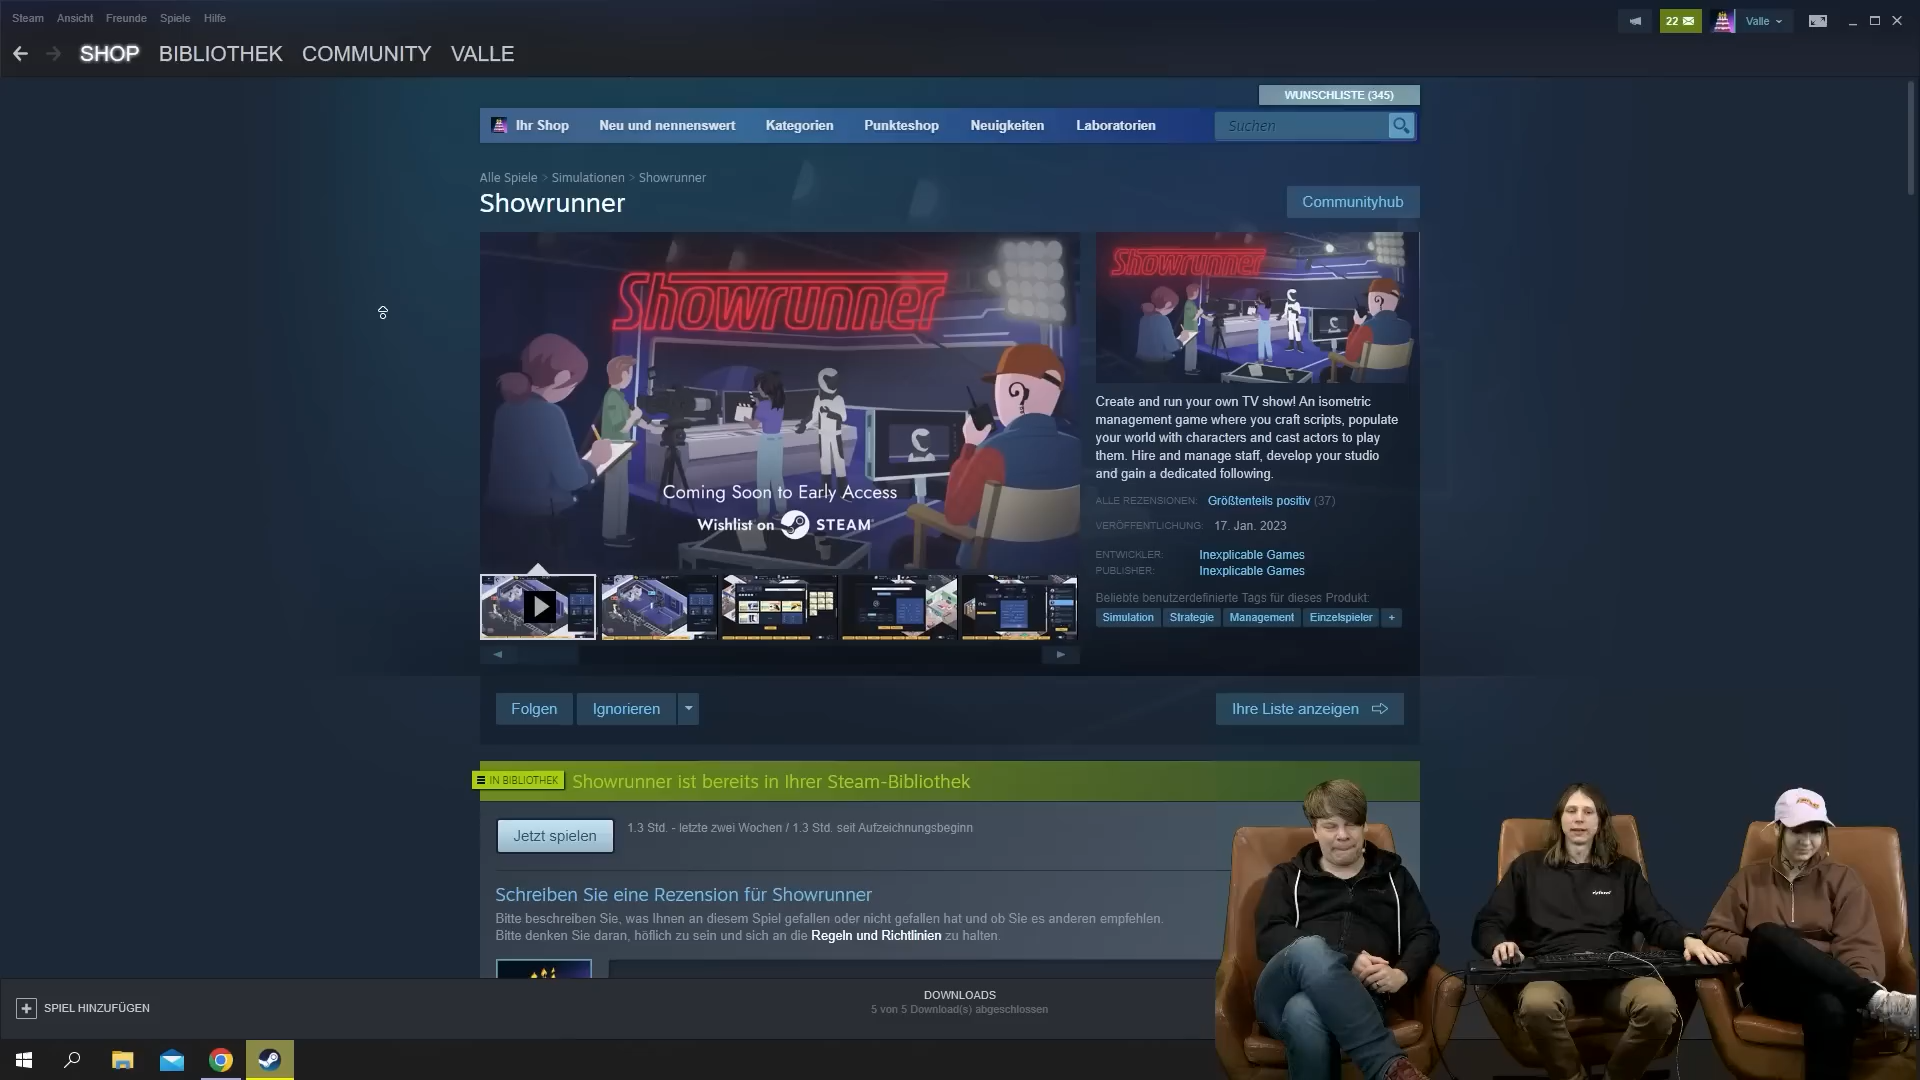 Steam Ansicht Freunde Spiele Hilfe
22
Valle
SHOP BIBLIOTHEK COMMUNITY VALLE
WUNSCHLISTE (345)
Ihr Shop Neu und nennenswert Kategorien Punkteshop Neuigkeiten Laboratorien
Suchen
Alle Spiele > Simulationen > Showrunner
Showrunner
Communityhub
Showrunner
Coming Soon to Early Access
Wishlist on STEAM
Showrunner
Create and run your own TV show! An isometric
management game where you craft scripts, populate
your world with characters and cast actors to play
them. Hire and manage staff, develop your studio
and gain a dedicated following.
ALLE REZENSIONEN: Größtenteils positiv (37)
VERÖFFENTLICHUNG: 17. Jan. 2023
ENTWICKLER: Inexplicable Games
PUBLISHER: Inexplicable Games
Beliebte benutzerdefinierte Tags für dieses Produkt:
Simulation Strategie Management Einzelspieler +
Folgen Ignorieren
Ihre Liste anzeigen
IN BIBLIOTHEK Showrunner ist bereits in Ihrer Steam-Bibliothek
Jetzt spielen 1.3 Std. - letzte zwei Wochen / 1.3 Std. seit Aufzeichnungsbeginn
Schreiben Sie eine Rezension für Showrunner
Bitte beschreiben Sie, was Ihnen an diesem Spiel gefallen oder nicht gefallen hat und ob Sie es anderen empfehlen.
Bitte denken Sie daran, höflich zu sein und sich an die Regeln und Richtlinien zu halten.
SPIEL HINZUFÜGEN
DOWNLOADS
5 von 5 Download(s) abgeschlossen